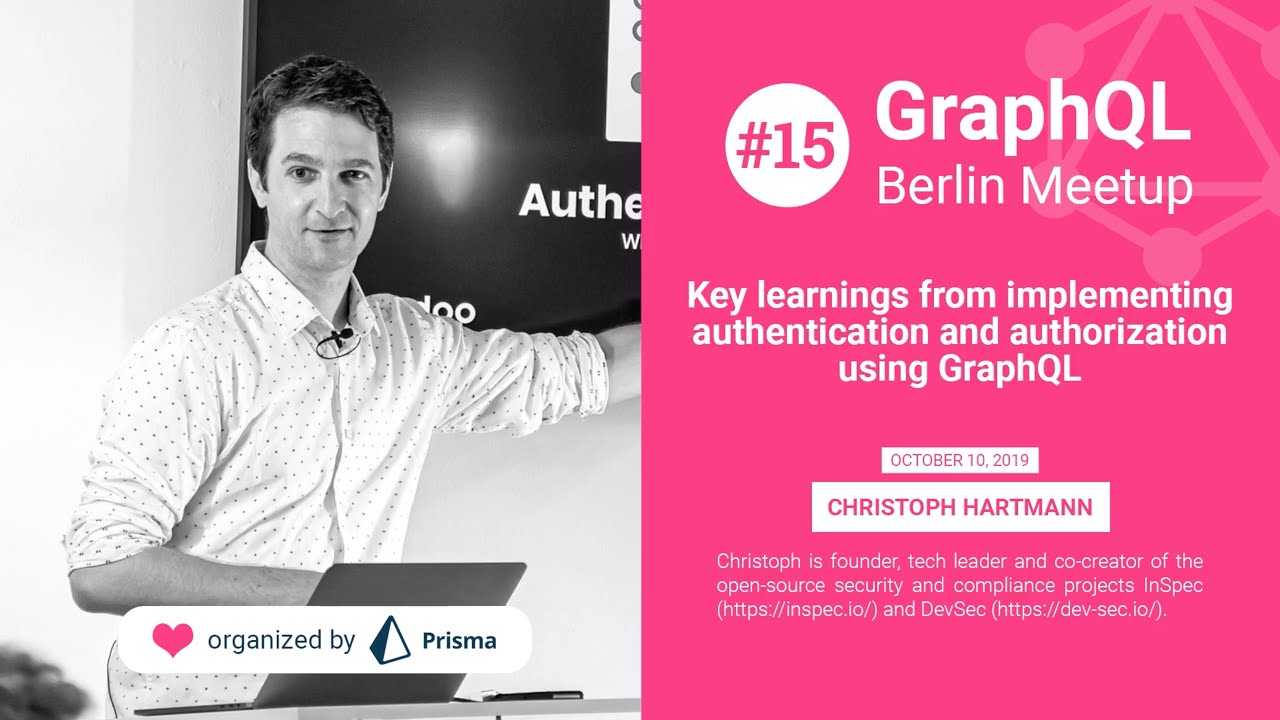 Authe
W
doo
organized by Prisma
#15
GraphQL
Berlin Meetup
Key learnings from implementing
authentication and authorization
using GraphQL
OCTOBER 10, 2019
CHRISTOPH HARTMANN
Christoph is founder, tech leader and co-creator of the
open-source security and compliance projects InSpec
(https://inspec.io/) and DevSec (https://dev-sec.io/).